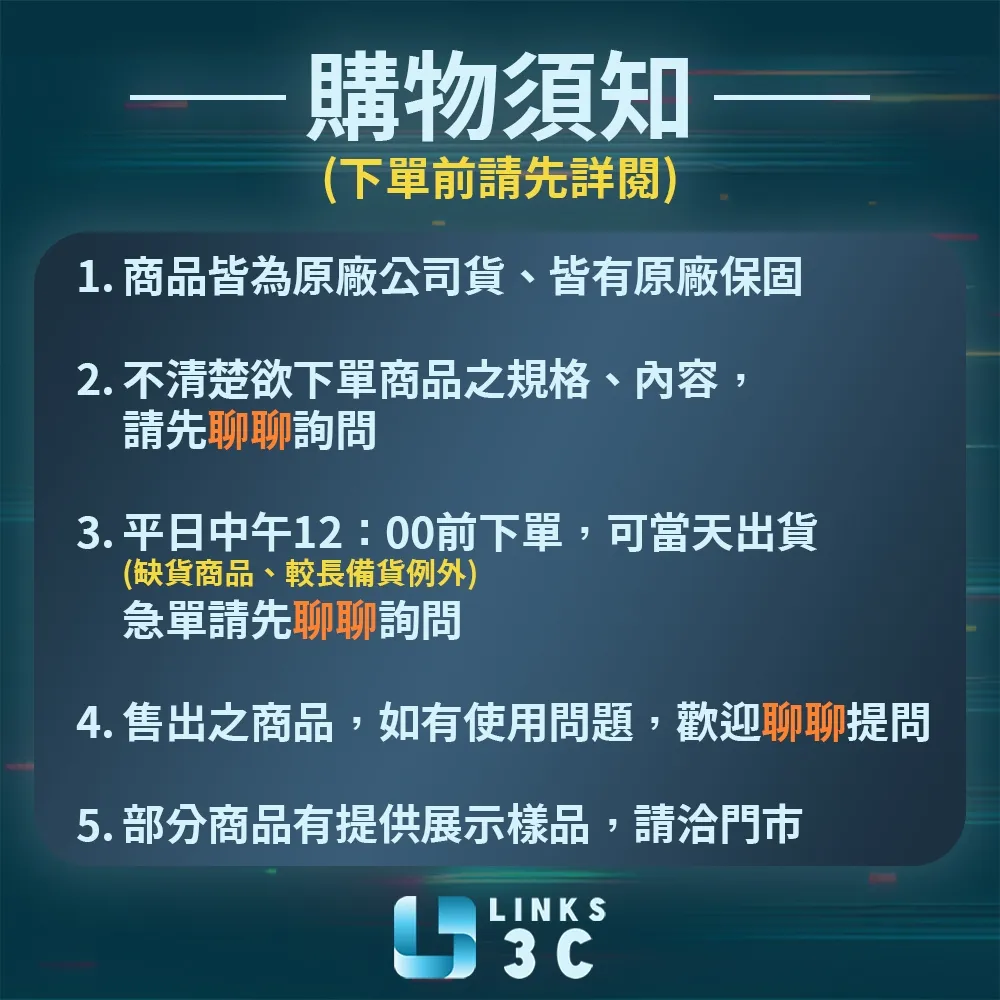 購物須知
(下單前請先詳閱)
1. 商品皆為原廠公司貨、皆有原廠保固
2. 不清楚欲下單商品之規格、內容，
請先聊聊詢問
3. 平日中午12：00前下單，可當天出貨
(缺貨商品、較長備貨例外)
急單請先聊聊詢問
4. 售出之商品，如有使用問題，歡迎聊聊提問
5. 部分商品有提供展示樣品，請洽門市
LINKS
3C